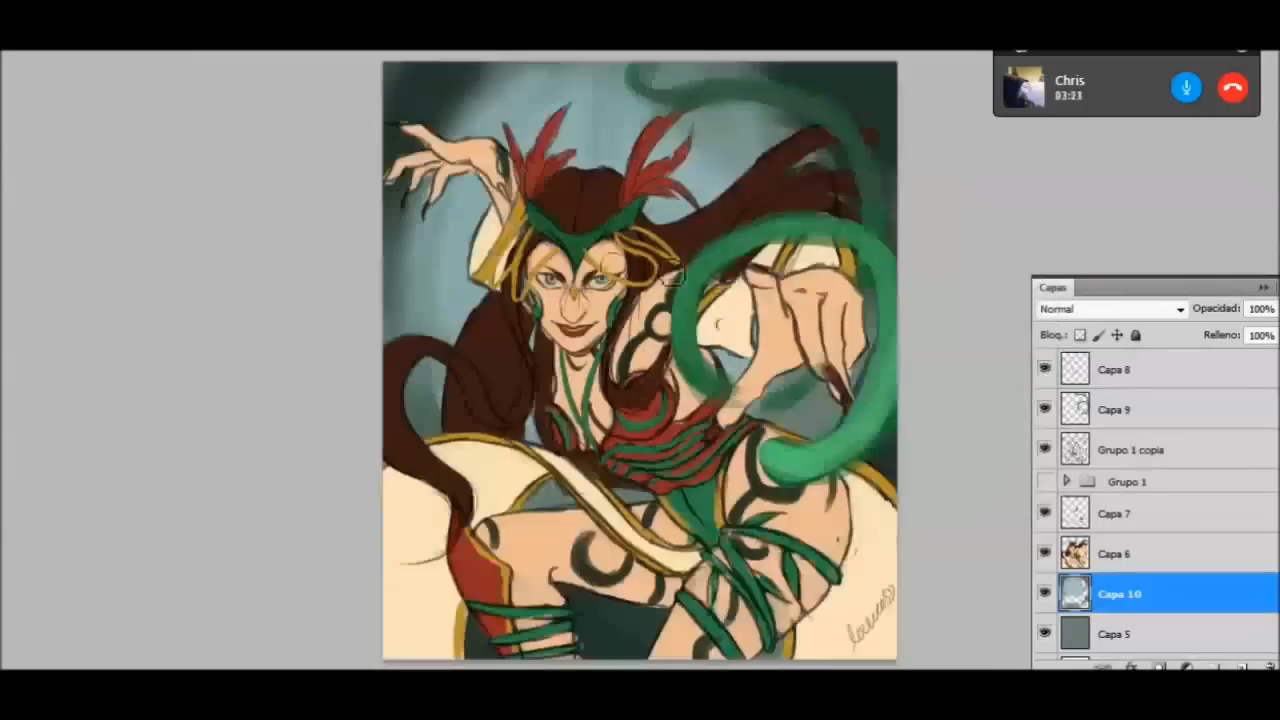 Chris
03:23
Capas
Normal
Opacidad: 100%
Bloq.:
Relleno: 100%
Capa 8
Capa 9
Grupo 1 copia
Grupo 1
Capa 7
Capa 6
Capa 10
Capa 5